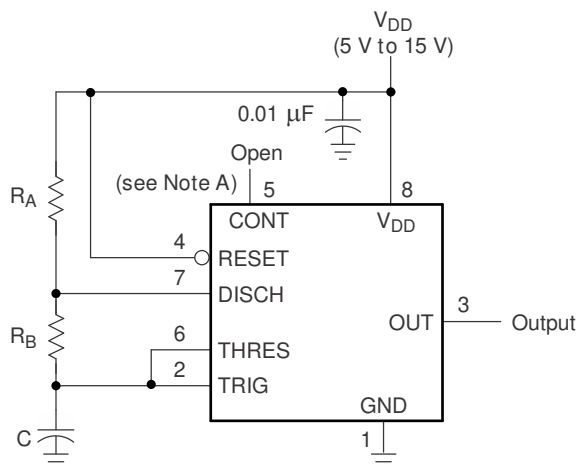 VDD
(5 V to 15 V)
0.01 μF
Open
(see Note A)
5
8
RA
CONT
VDD
4
RESET
7
DISCH
3
OUT
Output
RB
6
THRES
2
TRIG
GND
C
1